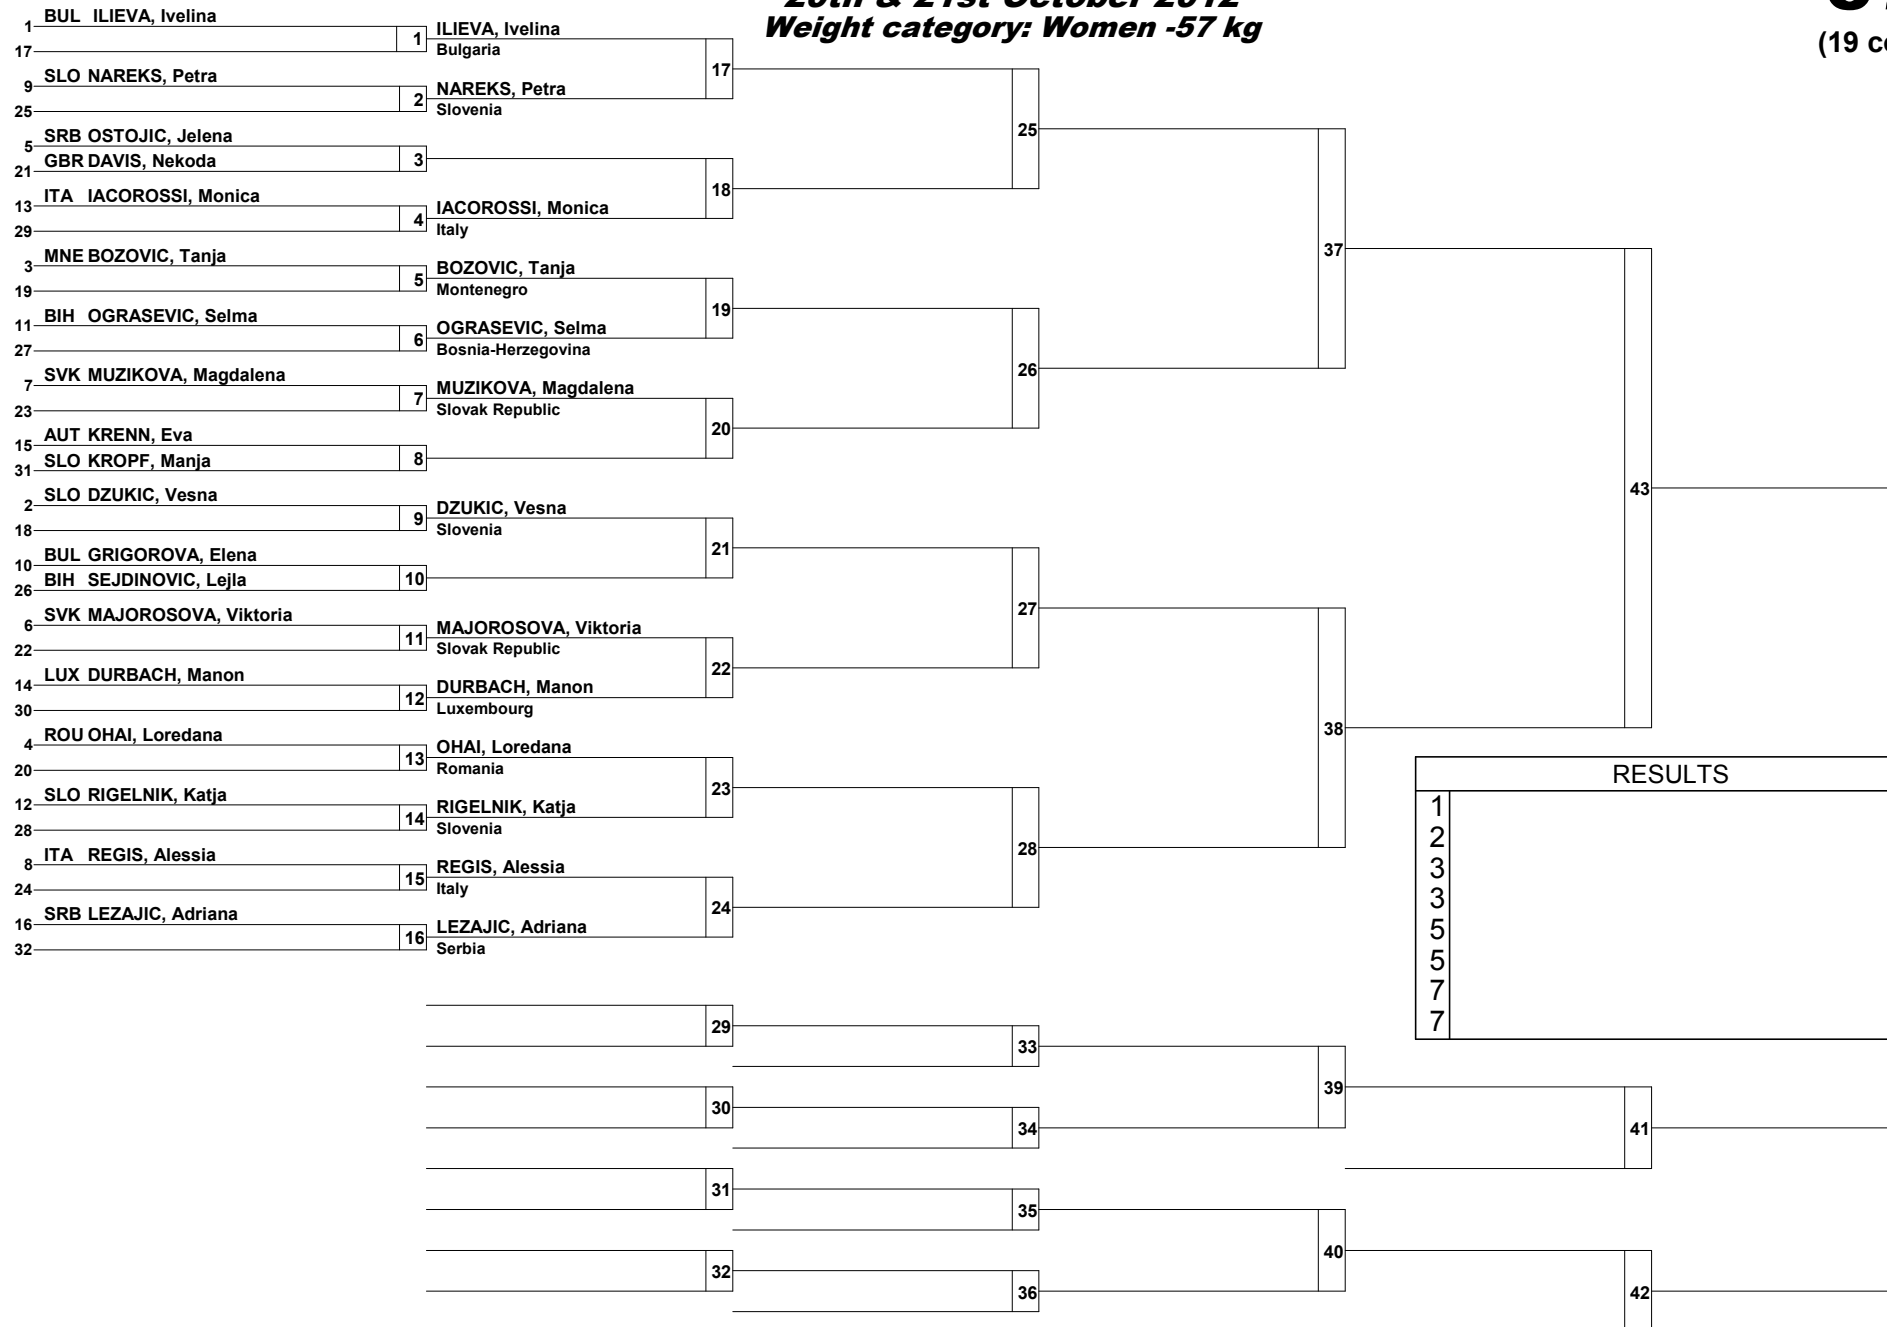 20th & 21st October 2012
Weight category: Women -57 kg
(19 c
1 BUL ILIEVA, Ivelina
17
1 ILIEVA, Ivelina
Bulgaria
9 SLO NAREKS, Petra
25
2 NAREKS, Petra
Slovenia
17
5 SRB OSTOJIC, Jelena
21 GBR DAVIS, Nekoda
3
13 ITA IACOROSSI, Monica
29
4 IACOROSSI, Monica
Italy
18
25
3 MNE BOZOVIC, Tanja
19
5 BOZOVIC, Tanja
Montenegro
11 BIH OGRASEVIC, Selma
27
6 OGRASEVIC, Selma
Bosnia-Herzegovina
19
7 SVK MUZIKOVA, Magdalena
23
7 MUZIKOVA, Magdalena
Slovak Republic
15 AUT KRENN, Eva
31 SLO KROPF, Manja
8
20
26
37
2 SLO DZUKIC, Vesna
18
9 DZUKIC, Vesna
Slovenia
10 BUL GRIGOROVA, Elena
26 BIH SEJDINOVIC, Lejla
10
21
6 SVK MAJOROSOVA, Viktoria
22
11 MAJOROSOVA, Viktoria
Slovak Republic
14 LUX DURBACH, Manon
30
12 DURBACH, Manon
Luxembourg
22
27
4 ROU OHAI, Loredana
20
13 OHAI, Loredana
Romania
12 SLO RIGELNIK, Katja
28
14 RIGELNIK, Katja
Slovenia
23
8 ITA REGIS, Alessia
24
15 REGIS, Alessia
Italy
16 SRB LEZAJIC, Adriana
32
16 LEZAJIC, Adriana
Serbia
24
28
38
43
RESULTS
1
2
3
3
5
5
7
7
29
33
30
34
39
41
31
35
32
36
40
42